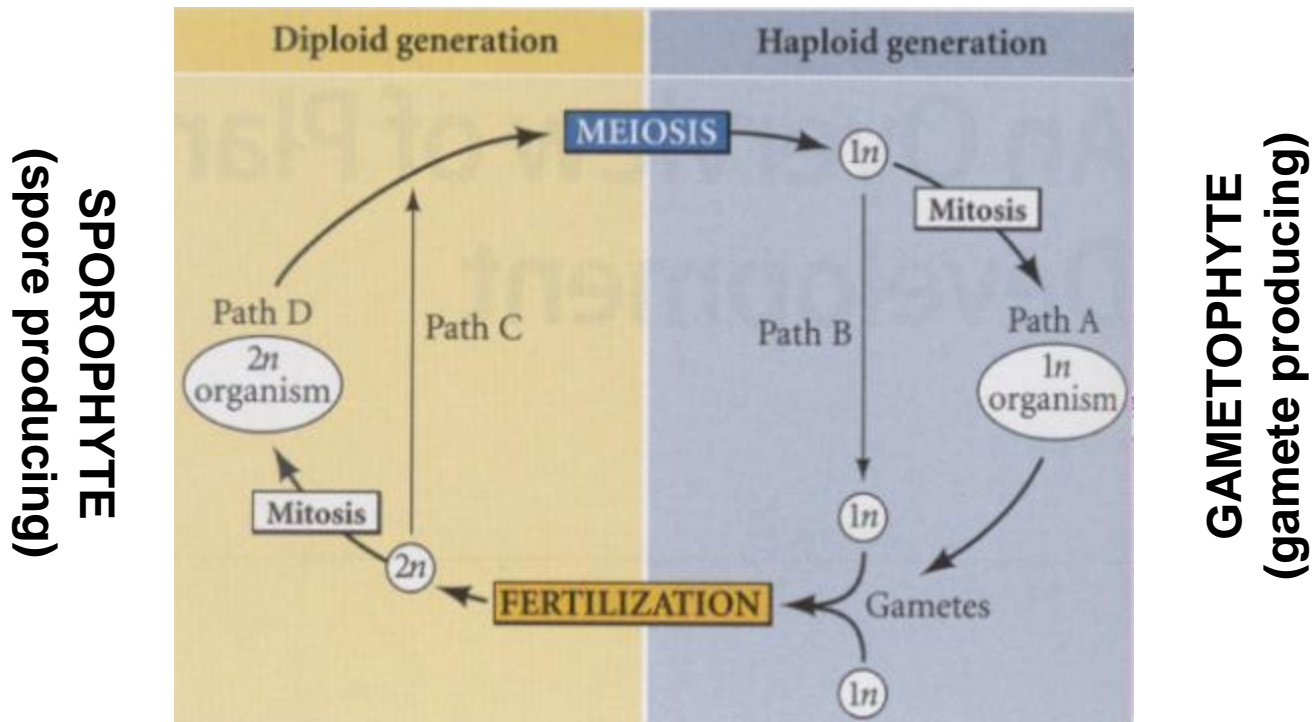 SPOROPHYTE
(spore producing)
Diploid generation
Haploid generation
MEIOSIS
1n
Mitosis
Path D
2n
organism
Path C
Path B
Path A
1n
organism
Mitosis
2n
1n
FERTILIZATION
Gametes
1n
GAMETOPHYTE
(gamete producing)